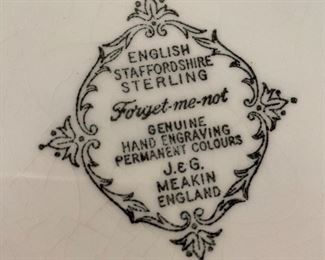 ENGLISH
STAFFORDSHIRE
STERLING
Forget-me-not
GENUINE
HAND ENGRAVING
PERMANENT COLOURS
J.&G.
MEAKIN
ENGLAND